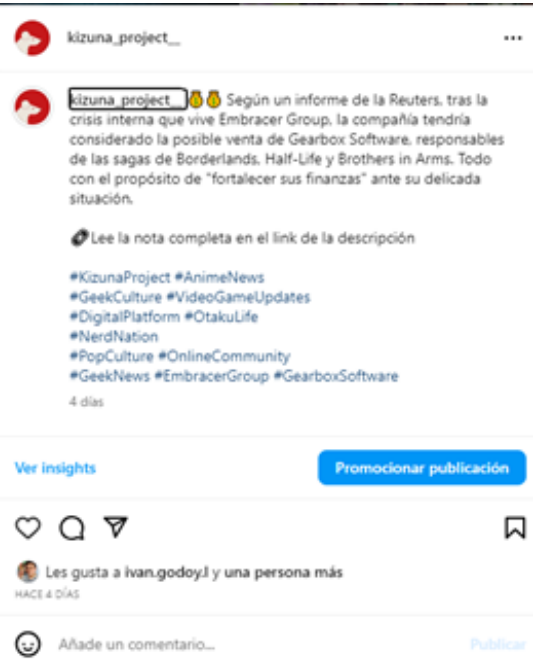 kizuna_project__
kizuna_project__ Según un informe de la Reuters, tras la
crisis interna que vive Embracer Group, la compañía tendría
considerado la posible venta de Gearbox Software, responsables
de las sagas de Borderlands, Half-Life y Brothers in Arms. Todo
con el propósito de "fortalecer sus finanzas" ante su delicada
situación.
Lee la nota completa en el link de la descripción
#KizunaProject #AnimeNews
#GeekCulture #VideoGameUpdates
#DigitalPlatform #OtakuLife
#NerdNation
#PopCulture #OnlineCommunity
#GeekNews #EmbracerGroup #GearboxSoftware
4 días
Ver insights
Promocionar publicación
Les gusta a ivan.godoy.l y una persona más
HACE 4 DÍAS
Añade un comentario...
Publicar